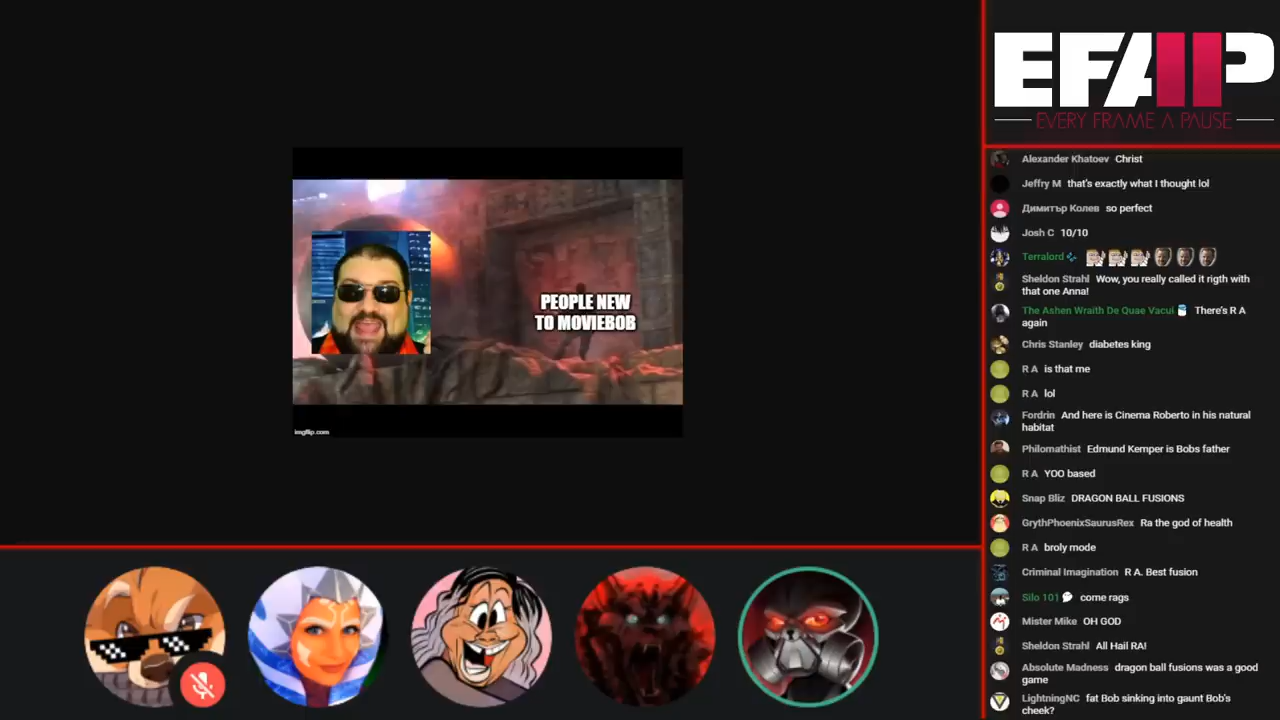 EFAP
EVERY FRAME A PAUSE
PEOPLE NEW
TO MOVIEBOB
imgflip.com
Alexander Khatoev Christ
Jeffry M that's exactly what I thought lol
Димитър Колев so perfect
Josh C 10/10
Terralord
Sheldon Strahl Wow, you really called it rigth with
that one Anna!
The Ashen Wraith De Quae Vacui There's R A
again
Chris Stanley diabetes king
R A is that me
R A lol
Fordrin And here is Cinema Roberto in his natural
habitat
Philomathist Edmund Kemper is Bobs father
R A YOO based
Snap Bliz DRAGON BALL FUSIONS
GrythPhoenixSaurusRex Ra the god of health
R A broly mode
Criminal Imagination R A. Best fusion
Silo 101 come rags
Mister Mike OH GOD
Sheldon Strahl All Hail RA!
Absolute Madness dragon ball fusions was a good
game
LightningNC fat Bob sinking into gaunt Bob's
cheek?